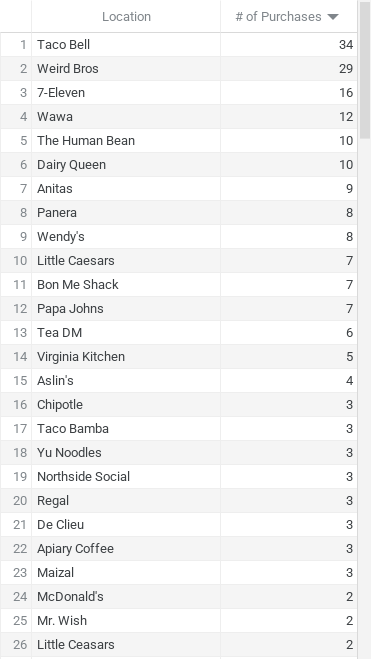 Location # of Purchases
1 Taco Bell 34
2 Weird Bros 29
3 7-Eleven 16
4 Wawa 12
5 The Human Bean 10
6 Dairy Queen 10
7 Anitas 9
8 Panera 8
9 Wendy's 8
10 Little Caesars 7
11 Bon Me Shack 7
12 Papa Johns 7
13 Tea DM 6
14 Virginia Kitchen 5
15 Aslin's 4
16 Chipotle 3
17 Taco Bamba 3
18 Yu Noodles 3
19 Northside Social 3
20 Regal 3
21 De Clieu 3
22 Apiary Coffee 3
23 Maizal 3
24 McDonald's 2
25 Mr. Wish 2
26 Little Ceasars 2